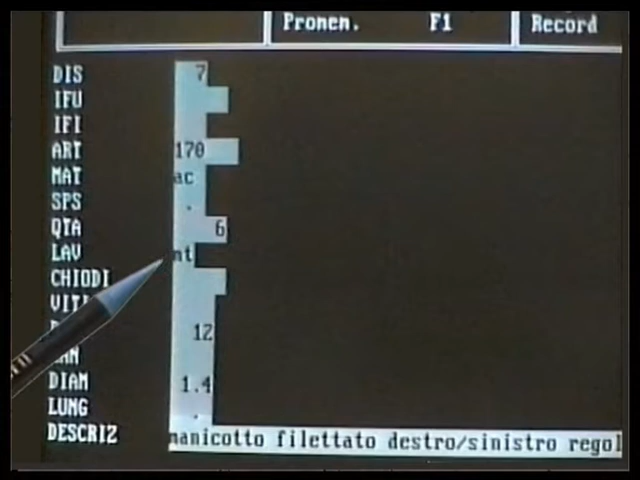 Promem. F1 Record
DIS 7
IFU
IFI
ART 170
MAT ac
SPS .
QTA 6
LAV nt
CHIODI
VITI
12
DIAM 1.4
LUNG .
DESCRIZ manicotto filettato destro/sinistro regol